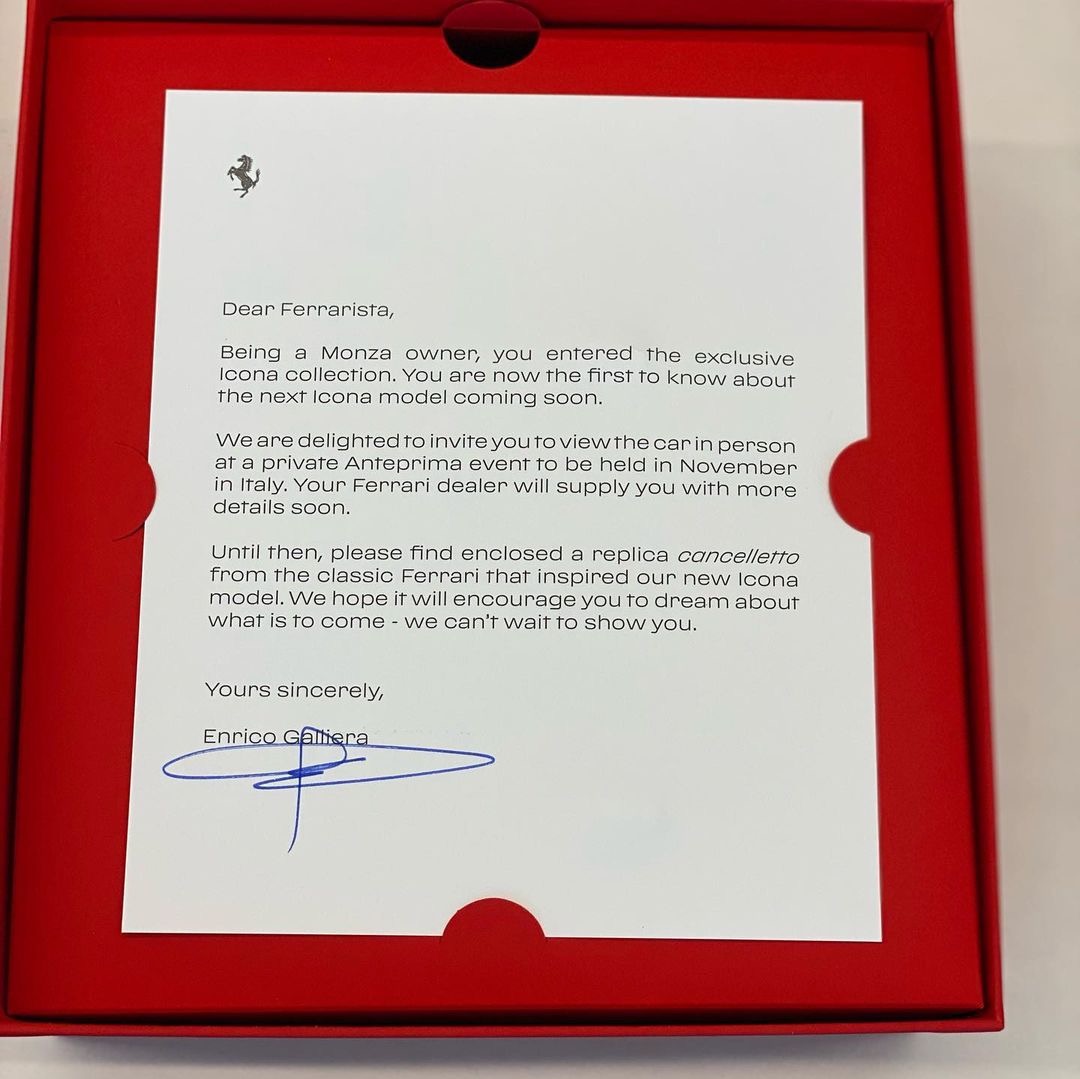 Dear Ferrarista,
Being a Monza owner, you entered the exclusive
Icona collection. You are now the first to know about
the next Icona model coming soon.
We are delighted to invite you to view the car in person
at a private Anteprima event to be held in November
in Italy. Your Ferrari dealer will supply you with more
details soon.
Until then, please find enclosed a replica cancelletto
from the classic Ferrari that inspired our new Icona
model. We hope it will encourage you to dream about
what is to come - we can't wait to show you.
Yours sincerely,
Enrico Galliera